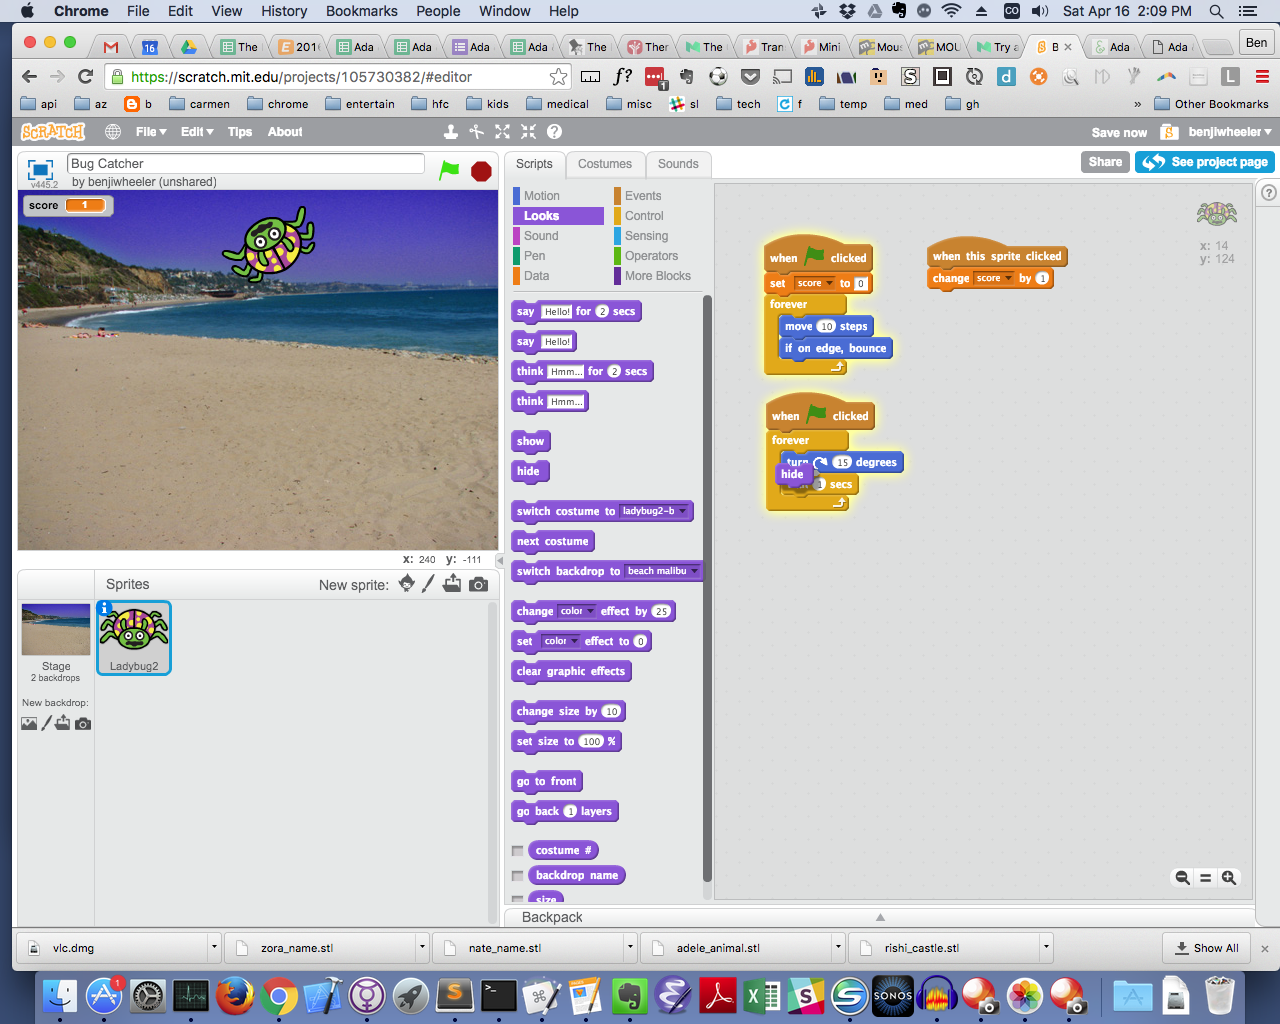 Chrome File Edit View History Bookmarks People Window Help
CO Sat Apr 16 2:09 PM
16 The 2016 Ada Ada Ada Ada The Ther The Tran Mini Mous MOU Try a B Ada Ada Ben
https://scratch.mit.edu/projects/105730382/#editor
f? 1 S d L
api az b carmen chrome entertain hfc kids medical misc sl tech f temp med gh » Other Bookmarks
SCRATCH File Edit Tips About Save now benjiwheeler
Bug Catcher
by benjiwheeler (unshared)
v445.2
Scripts Costumes Sounds Share See project page
score 1
Motion
Looks
Sound
Pen
Data
Events
Control
Sensing
Operators
More Blocks
say Hello! for 2 secs
say Hello!
think Hmm... for 2 secs
think Hmm...
show
hide
switch costume to ladybug2-b
next costume
switch backdrop to beach malibu
change color effect by 25
set color effect to 0
clear graphic effects
change size by 10
set size to 100 %
go to front
go back 1 layers
costume #
backdrop name
size
when clicked
set score to 0
forever
move 10 steps
if on edge, bounce
when clicked
forever
turn 15 degrees
hide
1 secs
when this sprite clicked
change score by 1
x: 14
y: 124
x: 240 y: -111
Sprites New sprite:
Stage
2 backdrops
New backdrop:
Ladybug2
Backpack
vlc.dmg zora_name.stl nate_name.stl adele_animal.stl rishi_castle.stl Show All
1 S SONOS